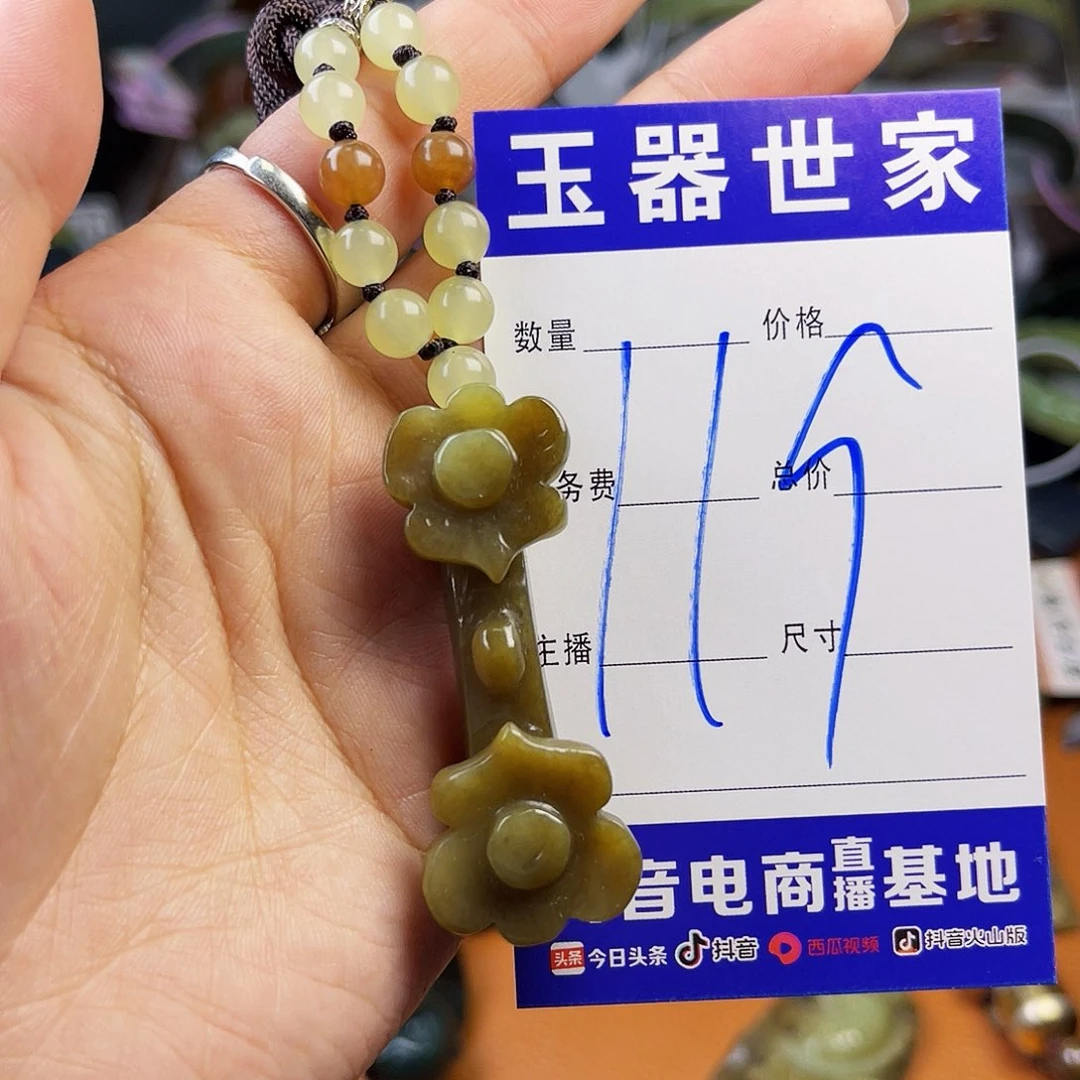 玉器世家
数量 价格
务费 总价
115
主播 尺寸
音电商直播基地
头条 今日头条 抖音 西瓜视频 抖音火山版